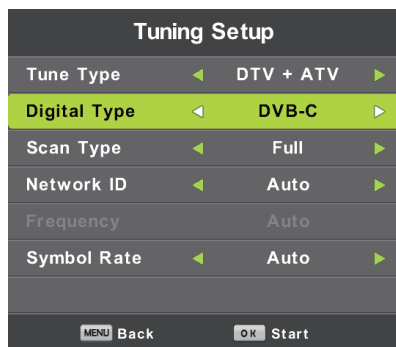 Tuning Setup
Tune Type DTV + ATV
Digital Type DVB-C
Scan Type Full
Network ID Auto
Frequency Auto
Symbol Rate Auto
MENU Back OK Start